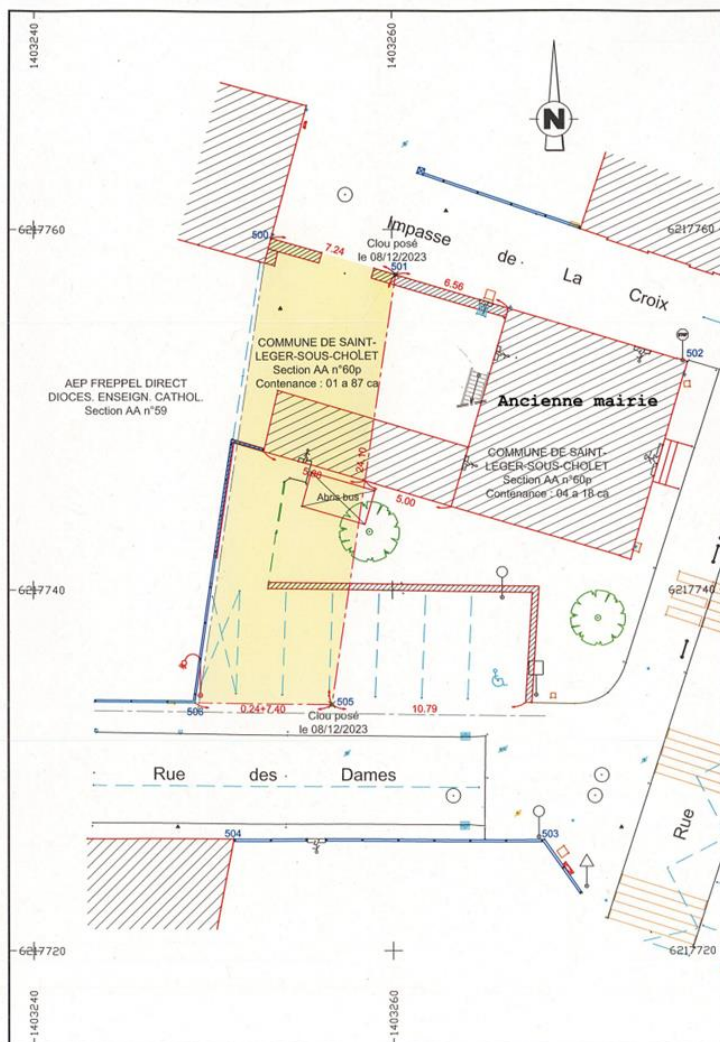 1403240
1403260
N
6217760
6217760
Impasse de La Croix
500
7.24
Clou posé
le 08/12/2023
501
6.56
502
COMMUNE DE SAINT-
LEGER-SOUS-CHOLET
Section AA n°60p
Contenance : 01 a 87 ca
AEP FREPPEL DIRECT
DIOCES. ENSEIGN. CATHOL.
Section AA n°59
Ancienne mairie
COMMUNE DE SAINT-
LEGER-SOUS-CHOLET
Section AA n°60p
Contenance : 04 a 18 ca
24.10
Abris bus
5.00
6217740
6217740
506
0.24+7.40
505
10.79
Clou posé
le 08/12/2023
Rue des Dames
Rue
504
503
6217720
6217720
1403240
1403260